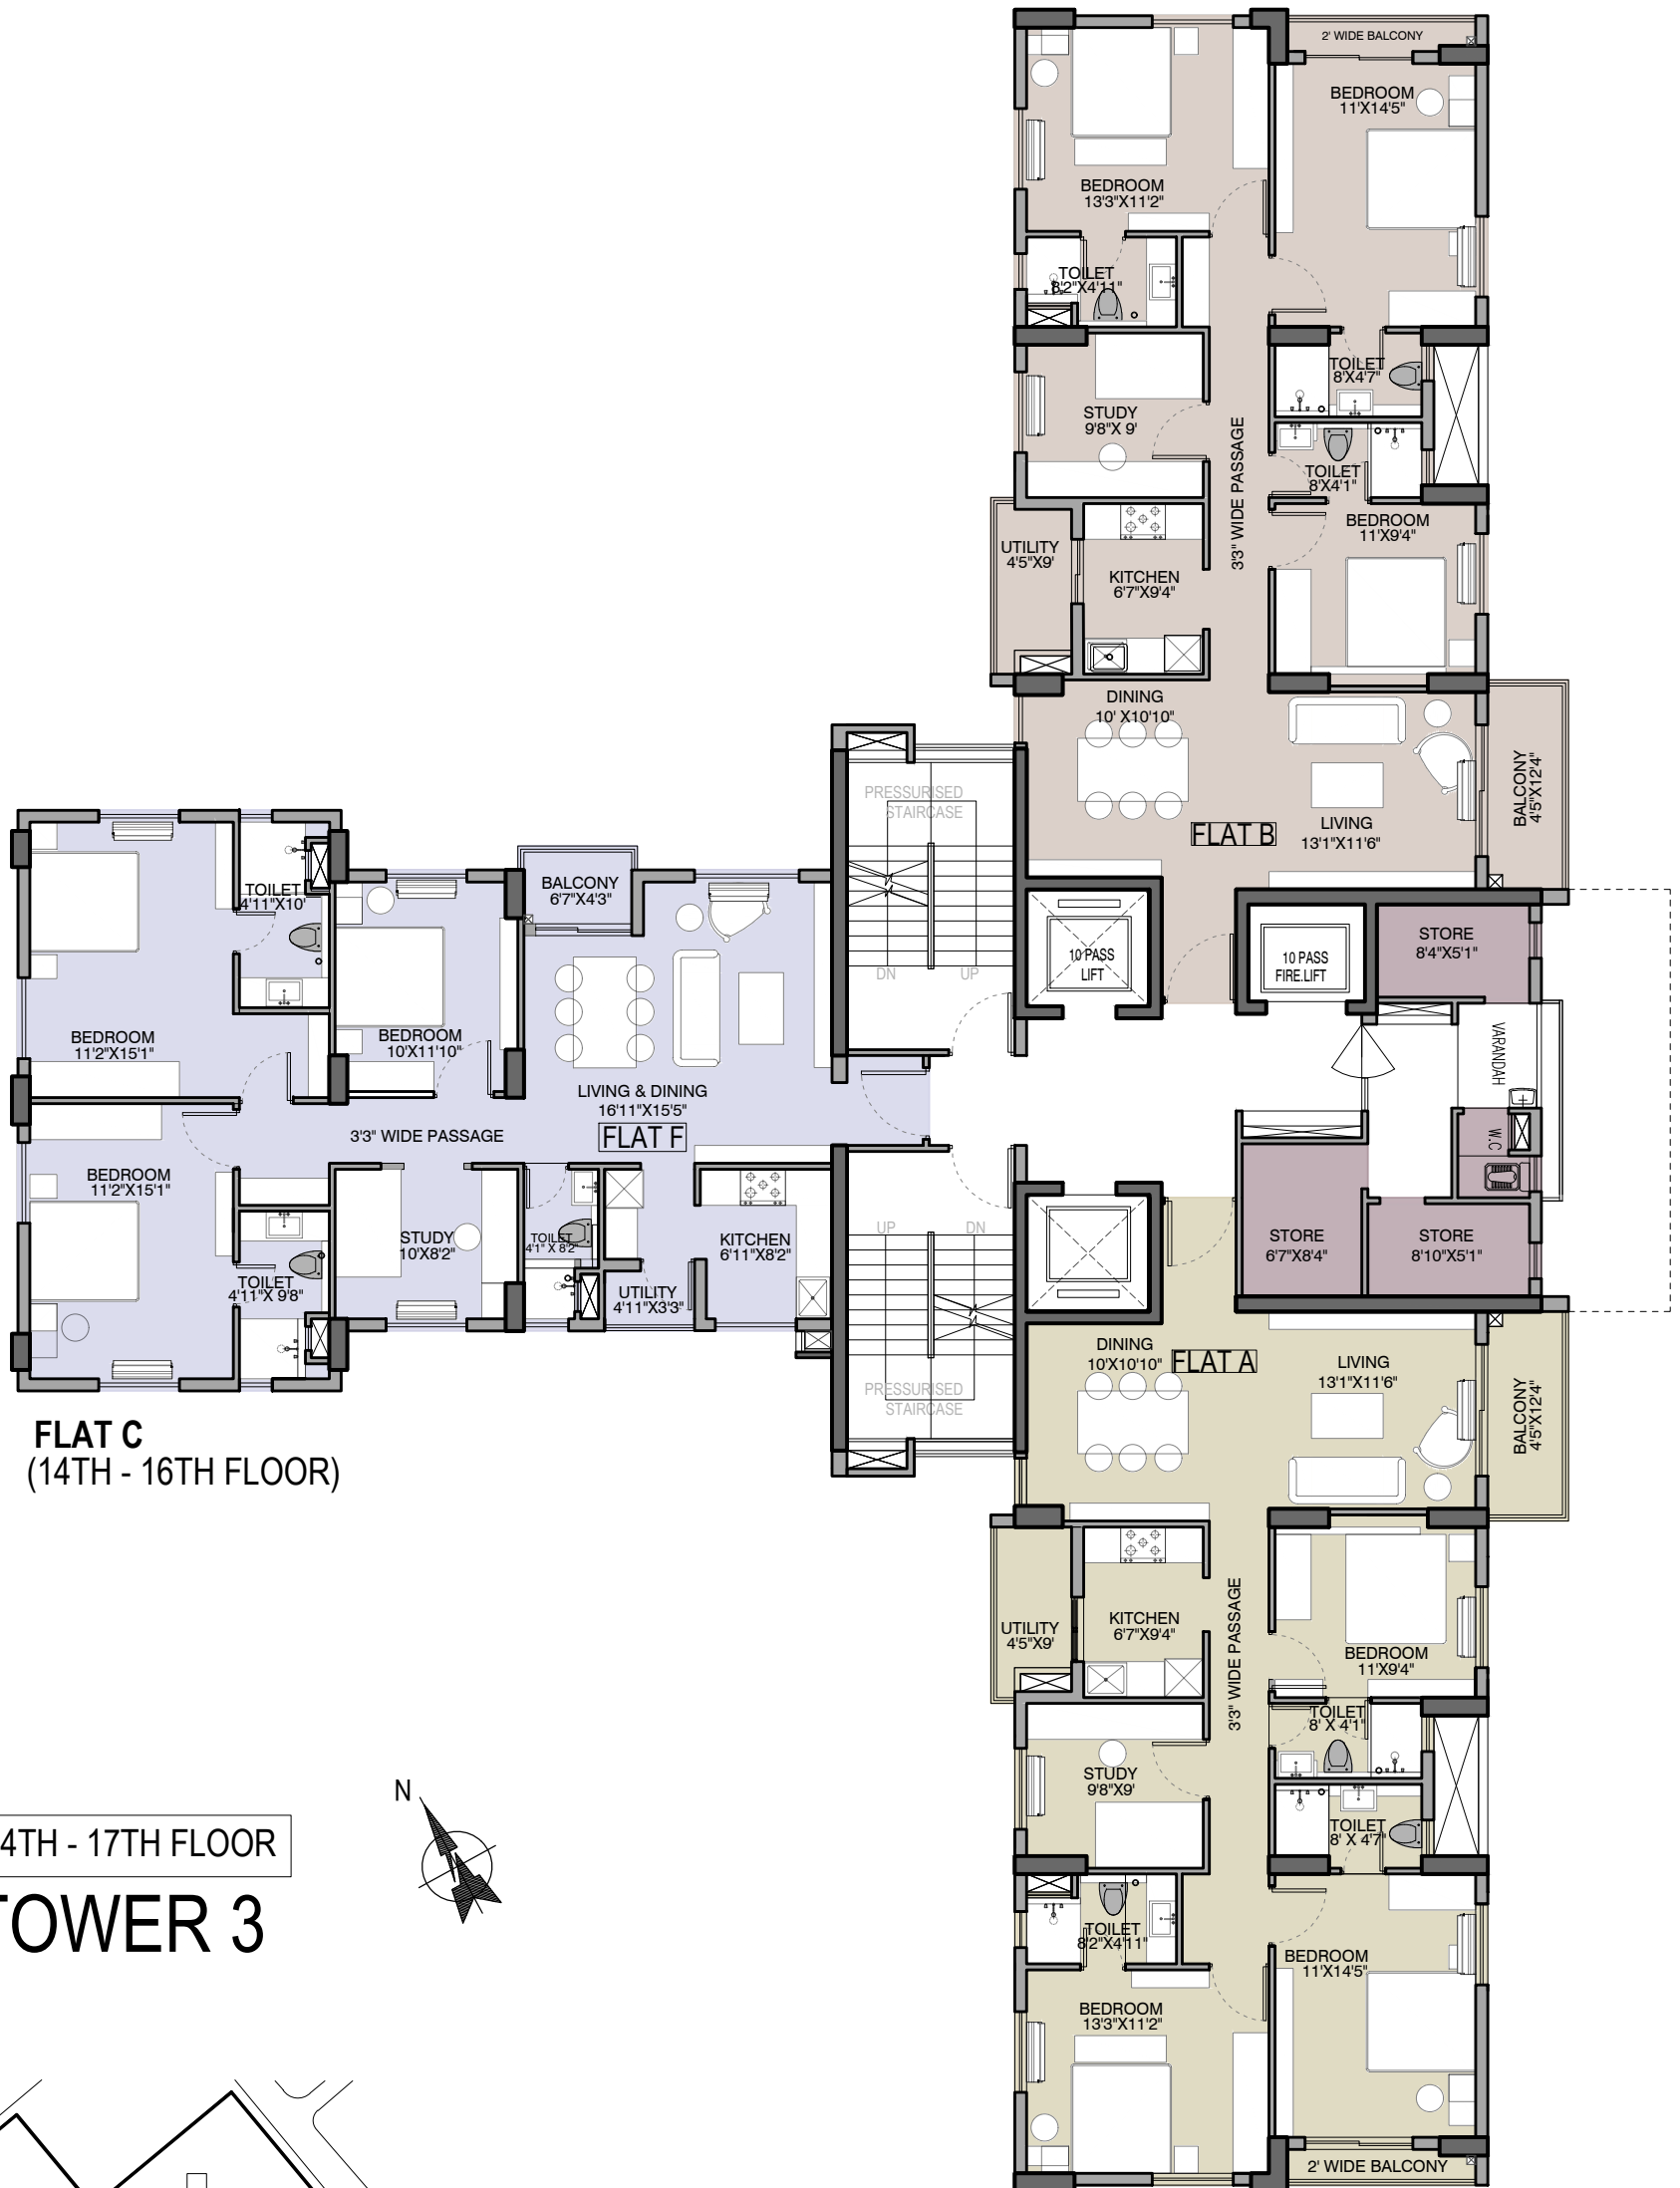 2' WIDE BALCONY
BEDROOM
11'X14'5"
BEDROOM
13'3"X11'2"
TOILET
8'2"X4'11"
TOILET
8'X4'7"
STUDY
9'8"X 9'
3'3" WIDE PASSAGE
TOILET
8'X4'1"
BEDROOM
11'X9'4"
UTILITY
4'5"X9'
KITCHEN
6'7"X9'4"
DINING
10' X10'10"
BALCONY
4'5"X12'4"
LIVING
13'1"X11'6"
FLAT B
PRESSURISED
STAIRCASE
DN
UP
10 PASS
LIFT
10 PASS
FIRE.LIFT
STORE
8'4"X5'1"
VARANDAH
W.C
STORE
6'7"X8'4"
STORE
8'10"X5'1"
TOILET
4'11"X10'
BALCONY
6'7"X4'3"
BEDROOM
11'2"X15'1"
BEDROOM
10'X11'10"
LIVING & DINING
16'11"X15'5"
FLAT F
3'3" WIDE PASSAGE
BEDROOM
11'2"X15'1"
STUDY
10'X8'2"
TOILET
4'1" X 8'2"
KITCHEN
6'11"X8'2"
TOILET
4'11"X 9'8"
UTILITY
4'11"X3'3"
UP
DN
PRESSURISED
STAIRCASE
FLAT C
(14TH - 16TH FLOOR)
DINING
10'X10'10"
FLAT A
LIVING
13'1"X11'6"
BALCONY
4'5"X12'4"
UTILITY
4'5"X9'
KITCHEN
6'7"X9'4"
3'3" WIDE PASSAGE
BEDROOM
11'X9'4"
TOILET
8' X 4'1"
STUDY
9'8"X9'
TOILET
8' X 4'7"
TOILET
8'2"X4'11"
BEDROOM
11'X14'5"
BEDROOM
13'3"X11'2"
2' WIDE BALCONY
N
4TH - 17TH FLOOR
TOWER 3